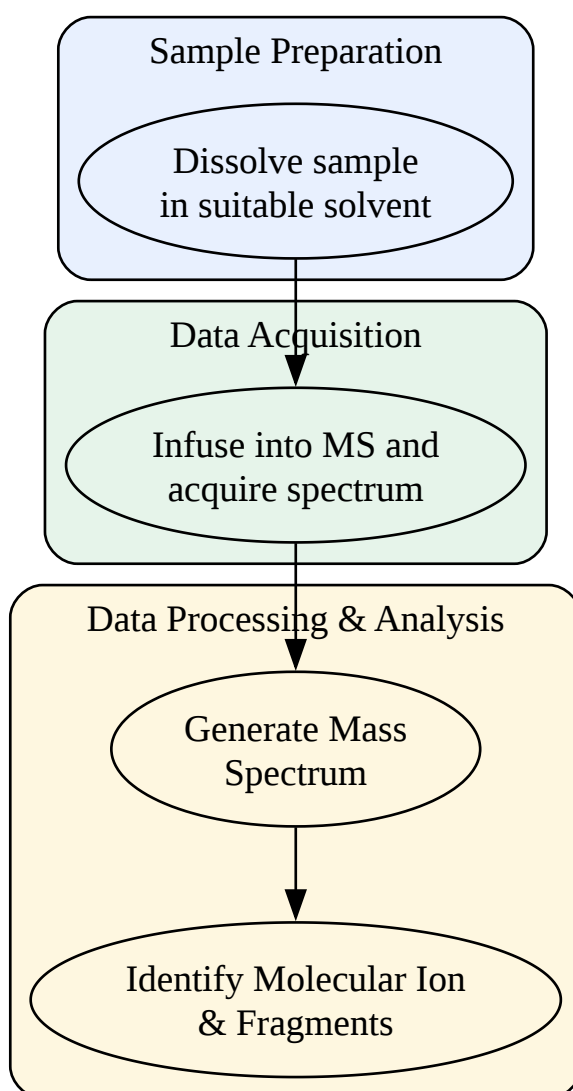 Sample Preparation
Dissolve sample
in suitable solvent
Data Acquisition
Infuse into MS and
acquire spectrum
Data Processing & Analysis
Generate Mass
Spectrum
Identify Molecular Ion
& Fragments